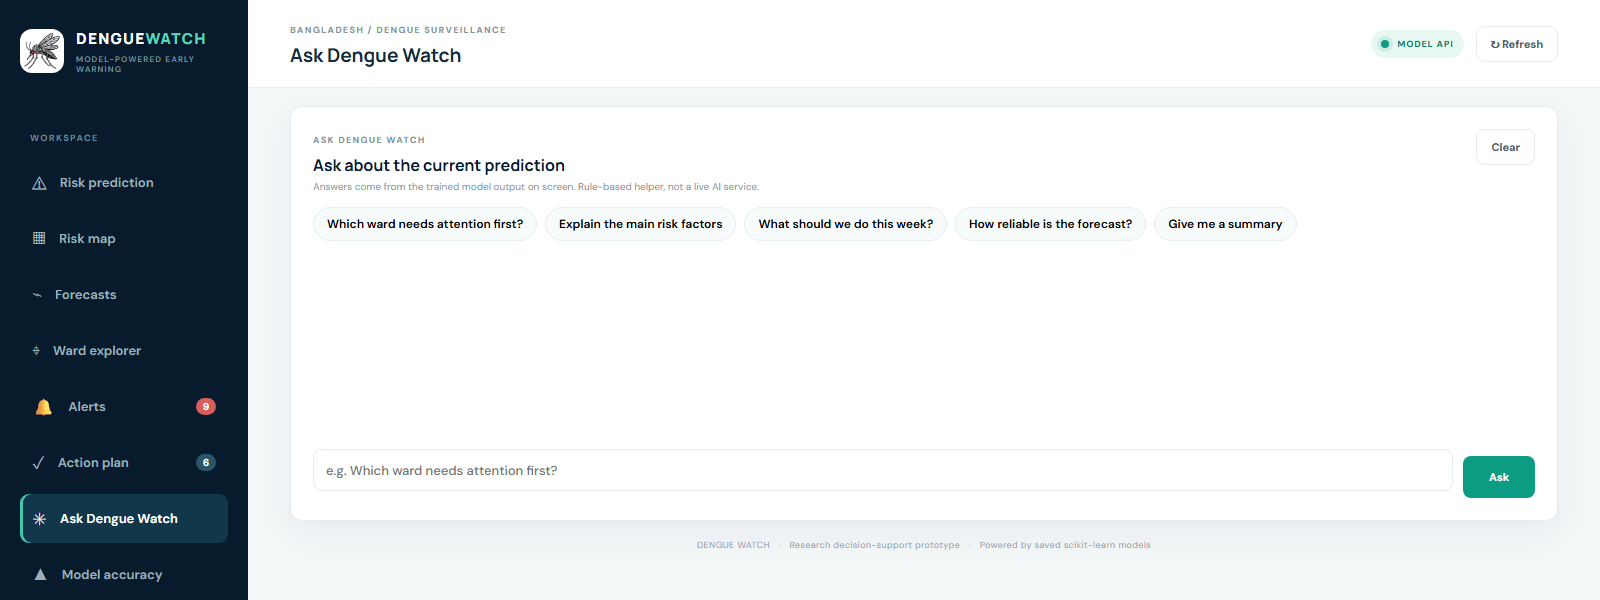 DENGUEWATCH
MODEL-POWERED EARLY
WARNING
WORKSPACE
Risk prediction
Risk map
Forecasts
Ward explorer
Alerts 9
Action plan 6
Ask Dengue Watch
Model accuracy
BANGLADESH / DENGUE SURVEILLANCE
Ask Dengue Watch
MODEL API
↻ Refresh
ASK DENGUE WATCH
Ask about the current prediction
Answers come from the trained model output on screen. Rule-based helper, not a live AI service.
Clear
Which ward needs attention first? Explain the main risk factors What should we do this week? How reliable is the forecast? Give me a summary
e.g. Which ward needs attention first?
Ask
DENGUE WATCH · Research decision-support prototype · Powered by saved scikit-learn models